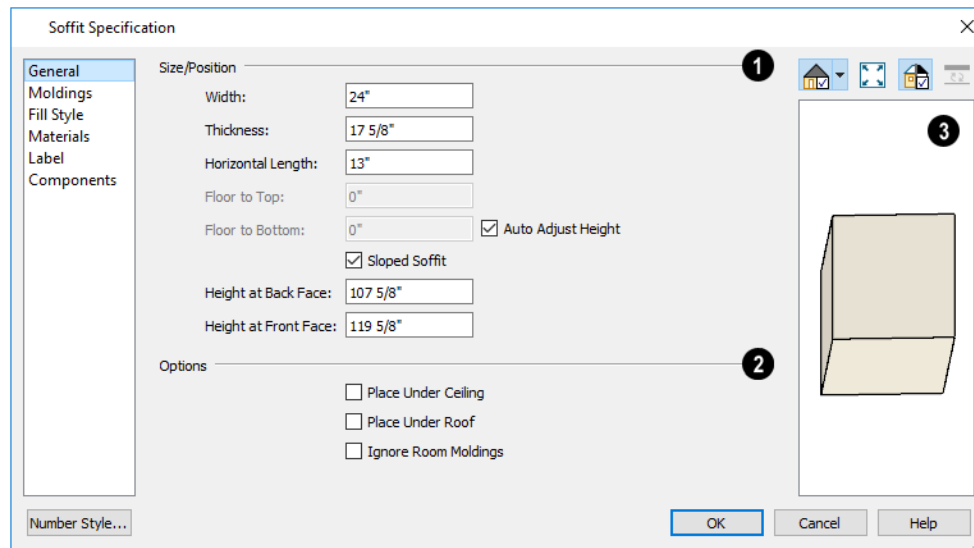 Soffit Specification
General
Moldings
Fill Style
Materials
Label
Components
Size/Position
1
Width: 24"
Thickness: 17 5/8"
Horizontal Length: 13"
Floor to Top: 0"
Floor to Bottom: 0" Auto Adjust Height
Sloped Soffit
Height at Back Face: 107 5/8"
Height at Front Face: 119 5/8"
Options
2
Place Under Ceiling
Place Under Roof
Ignore Room Moldings
3
Number Style...
OK Cancel Help